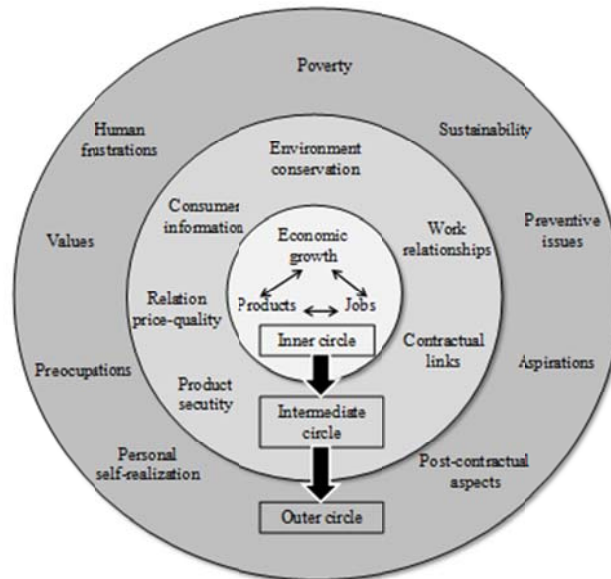 Poverty
Human
frustrations
Sustainability
Environment
conservation
Consumer
information
Values
Preventive
issues
Work
relationships
Economic
growth
Relation
price-quality
Products
Jobs
Inner circle
Contractual
links
Preocupations
Aspirations
Product
secutity
Intermediate
circle
Personal
self-realization
Post-contractual
aspects
Outer circle